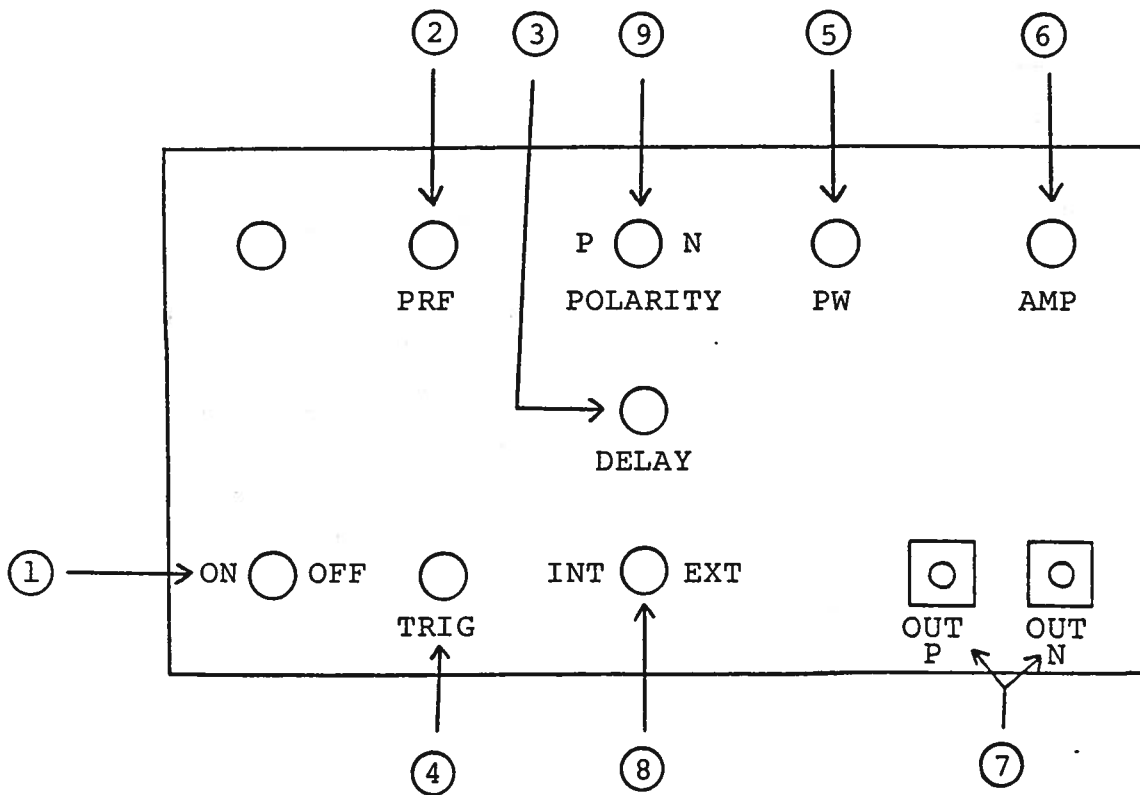 2 3 9 5 6
P N
PRF POLARITY PW AMP
DELAY
1 ON OFF INT EXT
TRIG OUT P OUT N
4 8 7